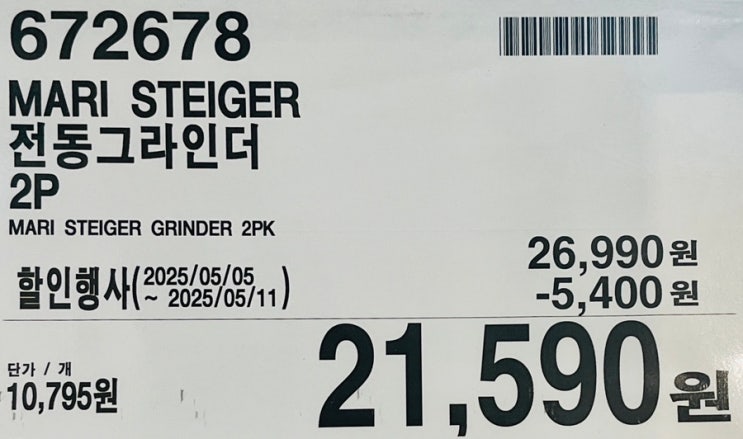 672678
MARI STEIGER
전동그라인더
2P
MARI STEIGER GRINDER 2PK
26,990원
할인행사(2025/05/05 ~ 2025/05/11)
-5,400원
단가 / 개
10,795원
21,590원